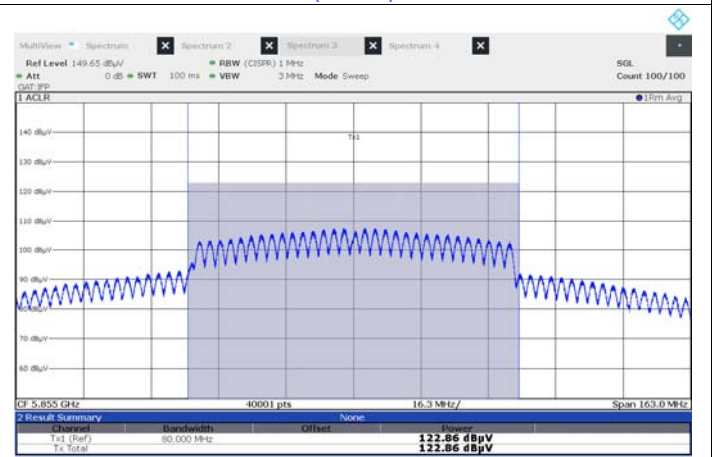 MultiView Spectrum Spectrum 2 Spectrum 3 Spectrum 4
Ref Level 149.65 dBµV RBW (CISPR) 1 MHz SGL
Att 0 dB SWT 100 ms VBW 3 MHz Mode Sweep Count 100/100
1 ACLR 1Rm Avg
Tx1
140 dBµV
130 dBµV
120 dBµV
110 dBµV
100 dBµV
90 dBµV
70 dBµV
60 dBµV
CF 5.855 GHz 40001 pts 16.3 MHz/ Span 163.0 MHz
2 Result Summary None
Channel Bandwidth Offset Power
Tx1 (Ref) 80.000 MHz 122.86 dBµV
Tx Total 122.86 dBµV